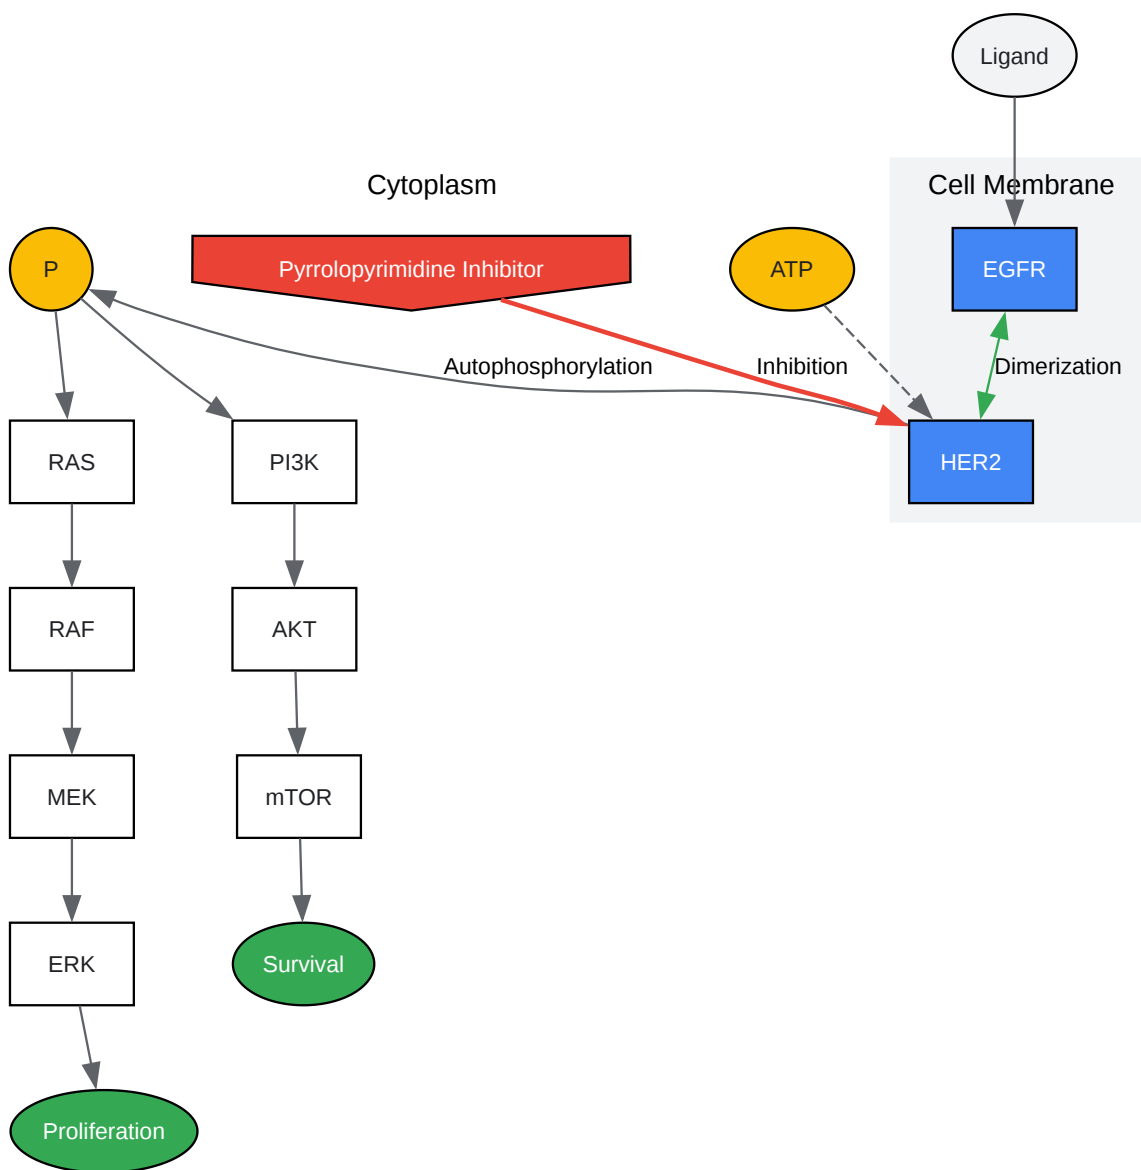 Ligand
Cytoplasm
Cell Membrane
P
Pyrrolopyrimidine Inhibitor
ATP
EGFR
Autophosphorylation
Inhibition
Dimerization
RAS
PI3K
HER2
RAF
AKT
MEK
mTOR
ERK
Survival
Proliferation